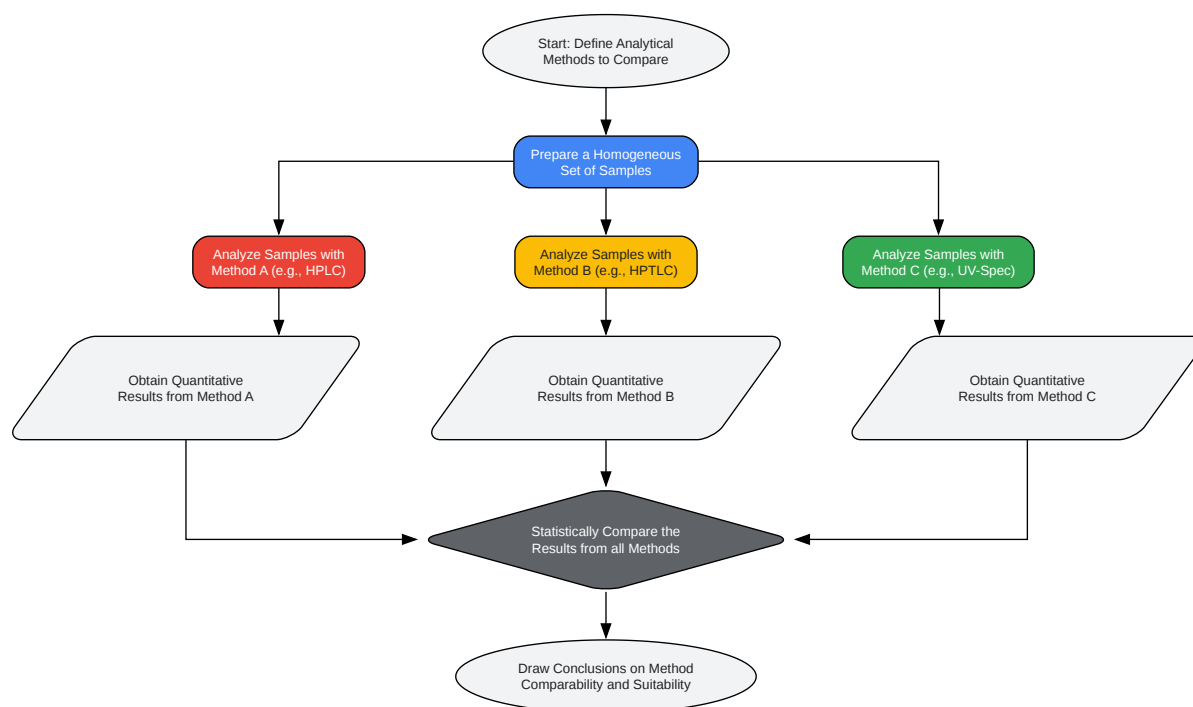 Start: Define Analytical
Methods to Compare
Prepare a Homogeneous
Set of Samples
Analyze Samples with
Method A (e.g., HPLC)
Analyze Samples with
Method B (e.g., HPTLC)
Analyze Samples with
Method C (e.g., UV-Spec)
Obtain Quantitative
Results from Method A
Obtain Quantitative
Results from Method B
Obtain Quantitative
Results from Method C
Statistically Compare the
Results from all Methods
Draw Conclusions on Method
Comparability and Suitability